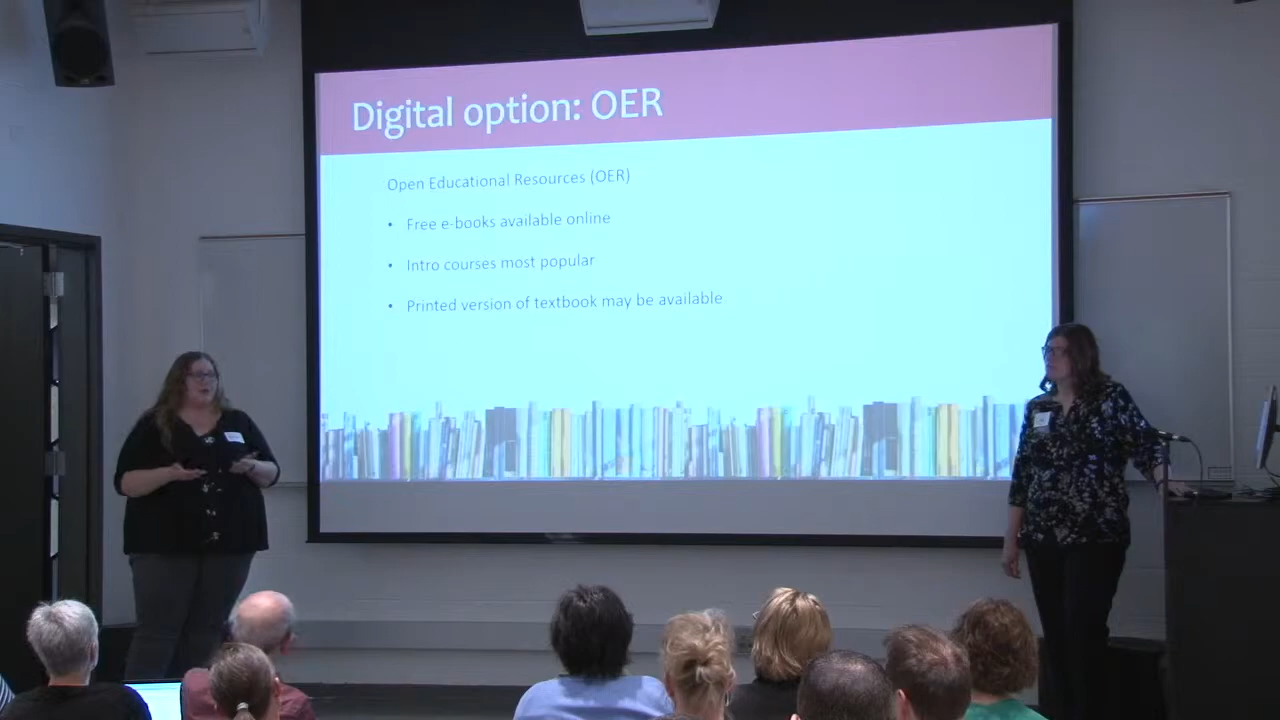 Digital option: OER
Open Educational Resources (OER)
• Free e-books available online
• Intro courses most popular
• Printed version of textbook may be available